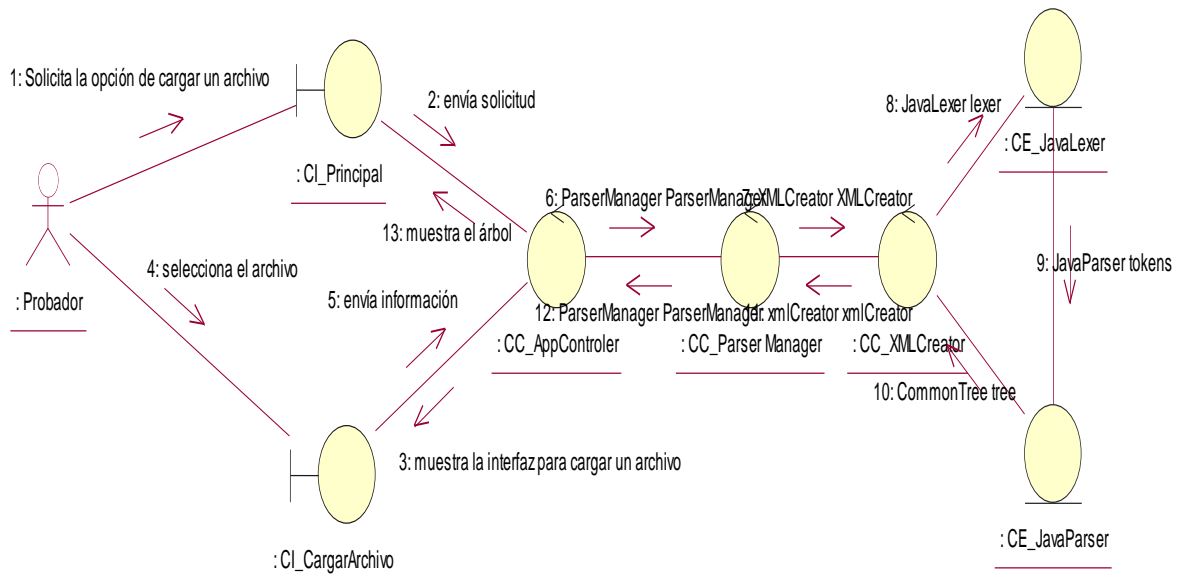 1: Solicita la opción de cargar un archivo
: CI_Principal
2: envía solicitud
8: JavaLexer lexer
: CE_JavaLexer
6: ParserManager ParserManager
7: XMLCreator XMLCreator
13: muestra el árbol
4: selecciona el archivo
: Probador
5: envía información
9: JavaParser tokens
12: ParserManager ParserManager
11: xmlCreator xmlCreator
: CC_AppControler
: CC_Parser Manager
: CC_XMLCreator
10: CommonTree tree
3: muestra la interfaz para cargar un archivo
: CI_CargarArchivo
: CE_JavaParser